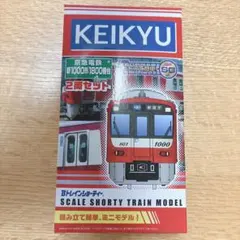 KEIKYU
京急電鉄
新1000形1800番台
2両セット
601
1000
Bトレインショーティー
SCALE SHORTY TRAIN MODEL
組み立て簡単、ミニモデル!